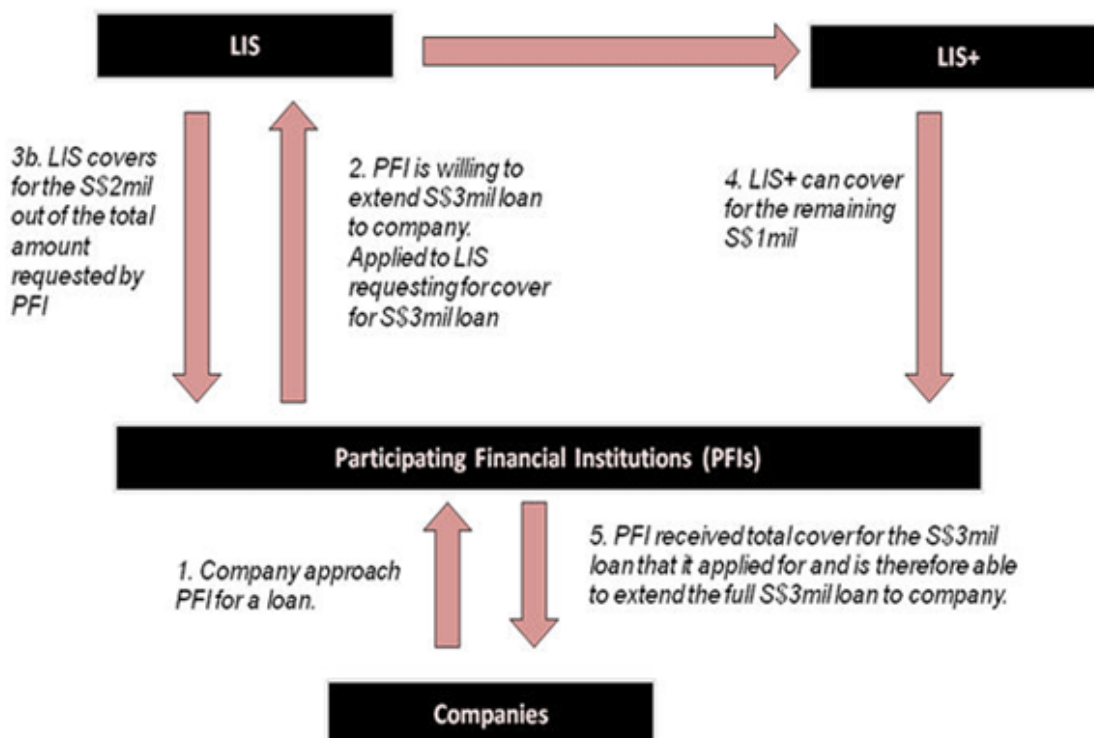 LIS
LIS+
3b. LIS covers
for the S$2mil
out of the total
amount
requested by
PFI
2. PFI is willing to
extend S$3mil loan
to company.
Applied to LIS
requesting for cover
for S$3mil loan
4. LIS+ can cover
for the remaining
S$1mil
Participating Financial Institutions (PFIs)
1. Company approach
PFI for a loan.
5. PFI received total cover for the S$3mil
loan that it applied for and is therefore able
to extend the full S$3mil loan to company.
Companies